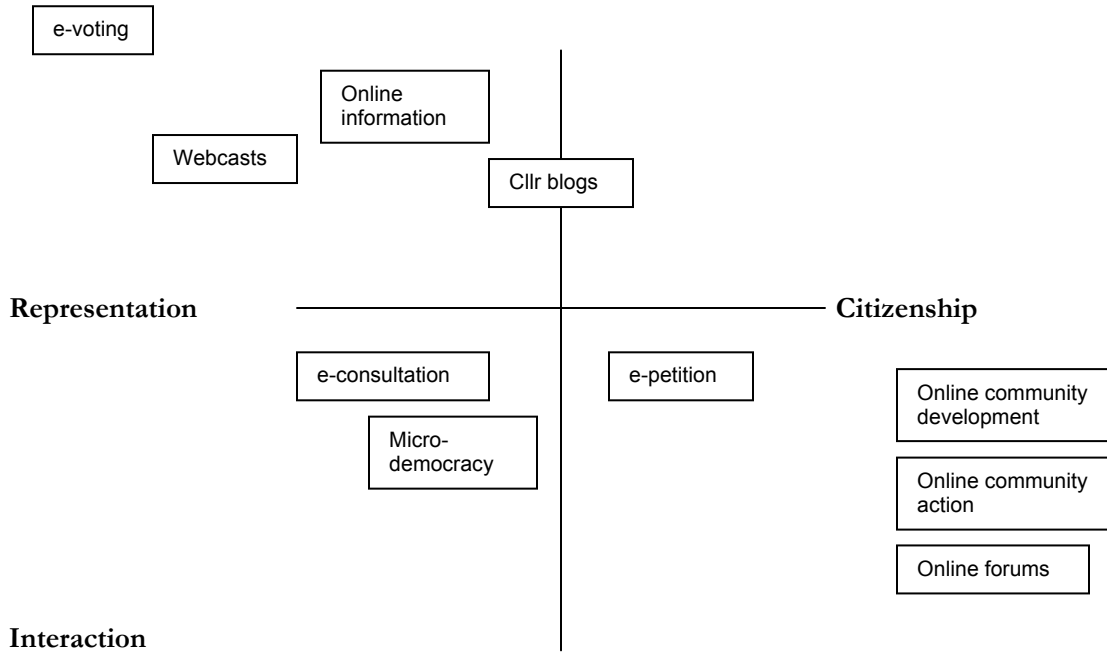 e-voting
Online
information
Webcasts
Cllr blogs
Representation
Citizenship
e-consultation
e-petition
Online community
development
Micro-
democracy
Online community
action
Online forums
Interaction